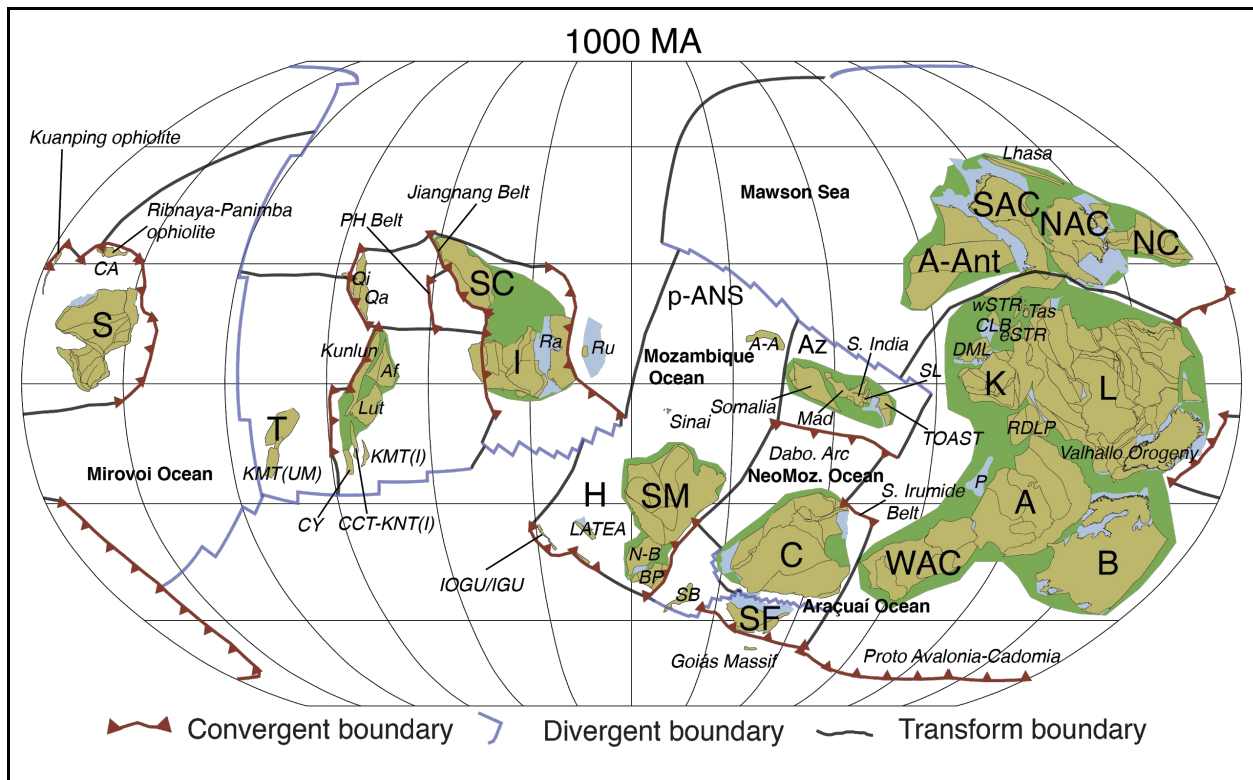 1000 MA
Kuanping ophiolite
Ribnaya-Panimba
ophiolite
CA
S
Jiangnang Belt
PH Belt
Qi
Qa
SC
Kunlun
Af
Lut
I
Ra
Ru
T
KMT(UM)
KMT(I)
CY
CCT-KNT(I)
Mirovoi Ocean
Mawson Sea
p-ANS
Mozambique
Ocean
A-A
Az
S. India
SL
Somalia
Mad
TOAST
Sinai
Dabo. Arc
NeoMoz. Ocean
S. Irumide
Belt
H
LATEA
IOGU/IGU
SM
N-B
BP
SB
C
SF
Araçuaí Ocean
Goiás Massif
Proto Avalonia-Cadomia
Lhasa
SAC
NAC
NC
A-Ant
wSTR
Tas
CLB
eSTR
DML
K
L
RDLP
Valhallo Orogeny
P
A
WAC
B
Convergent boundary
Divergent boundary
Transform boundary